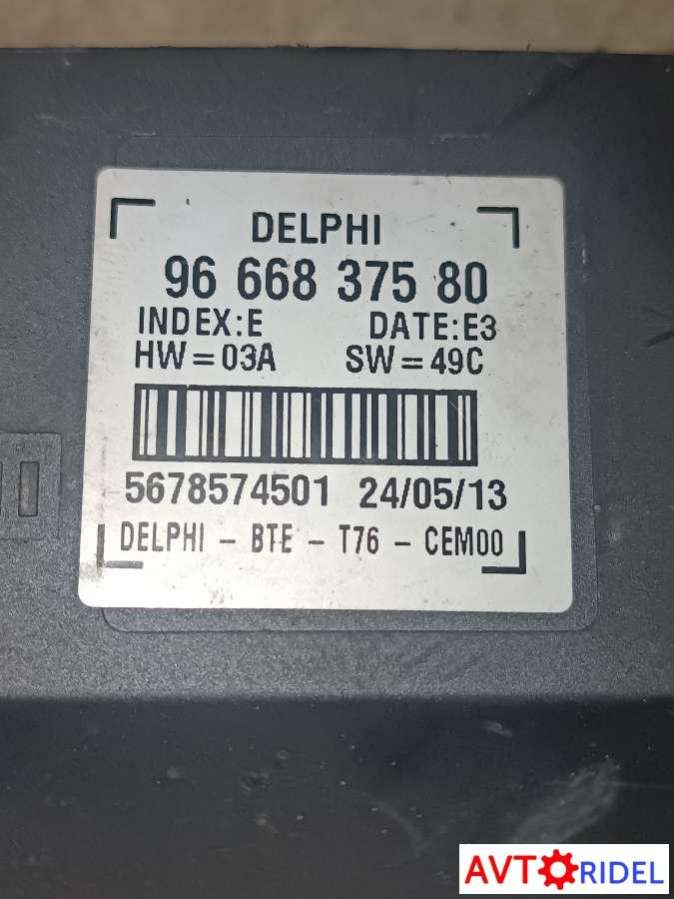 DELPHI
96 668 375 80
INDEX:E DATE:E3
HW=03A SW=49C
5678574501 24/05/13
DELPHI - BTE - T76 - CEM00
AVTORIDEL